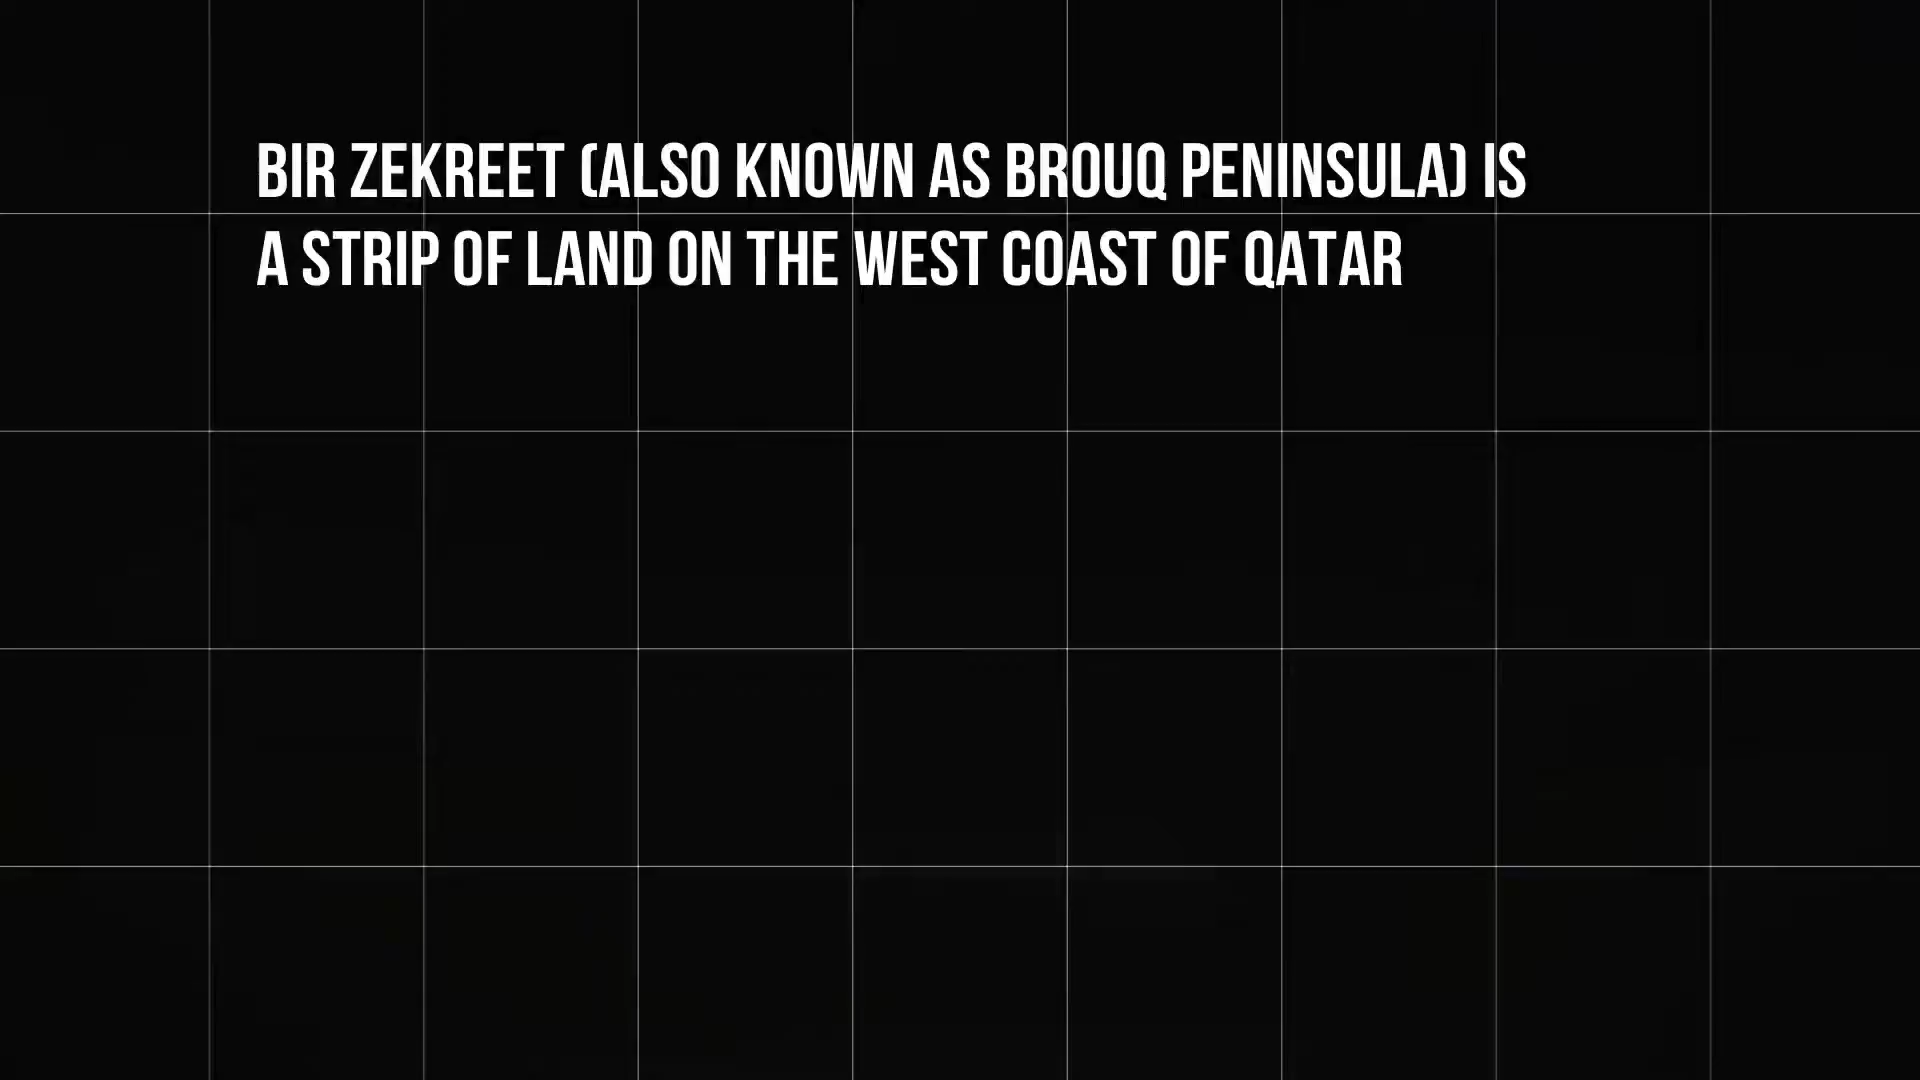 BIR ZEKREET (ALSO KNOWN AS BROUQ PENINSULA) IS
A STRIP OF LAND ON THE WEST COAST OF QATAR